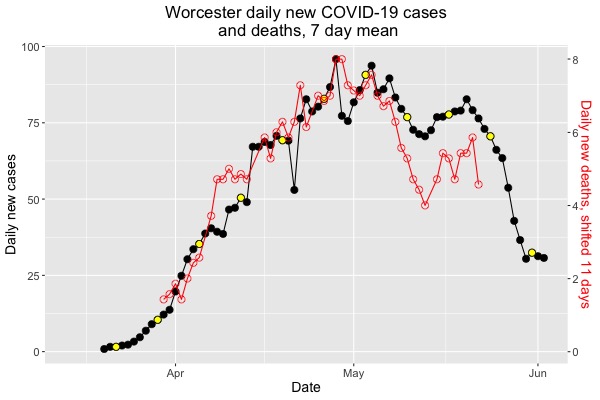 Worcester daily new COVID-19 cases
and deaths, 7 day mean
100
75
50
25
0
8
6
4
2
0
Apr
May
Jun
Date
Daily new cases
Daily new deaths, shifted 11 days